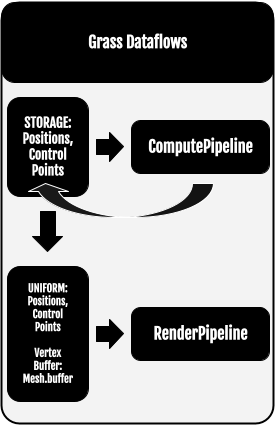 Grass Dataflows
STORAGE:
Positions,
Control
Points
ComputePipeline
UNIFORM:
Positions,
Control
Points
Vertex
Buffer:
Mesh.buffer
RenderPipeline